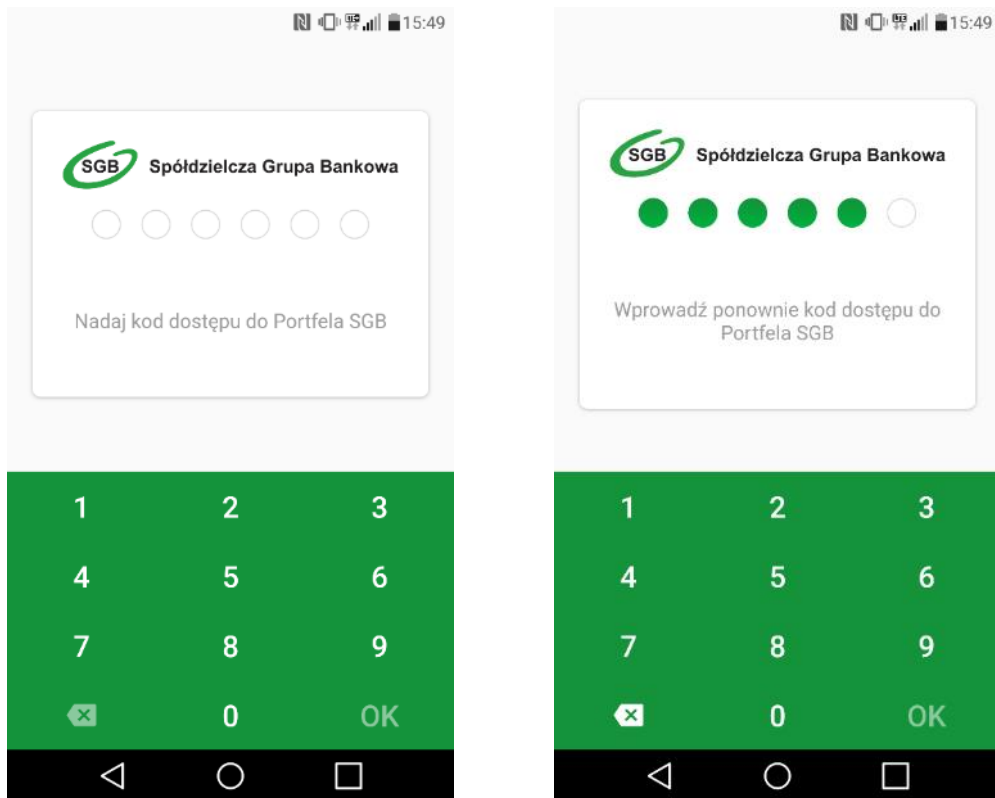 15:49
SGB Spółdzielcza Grupa Bankowa
Nadaj kod dostępu do Portfela SGB
1 2 3
4 5 6
7 8 9
0 OK
15:49
SGB Spółdzielcza Grupa Bankowa
Wprowadź ponownie kod dostępu do
Portfela SGB
1 2 3
4 5 6
7 8 9
0 OK